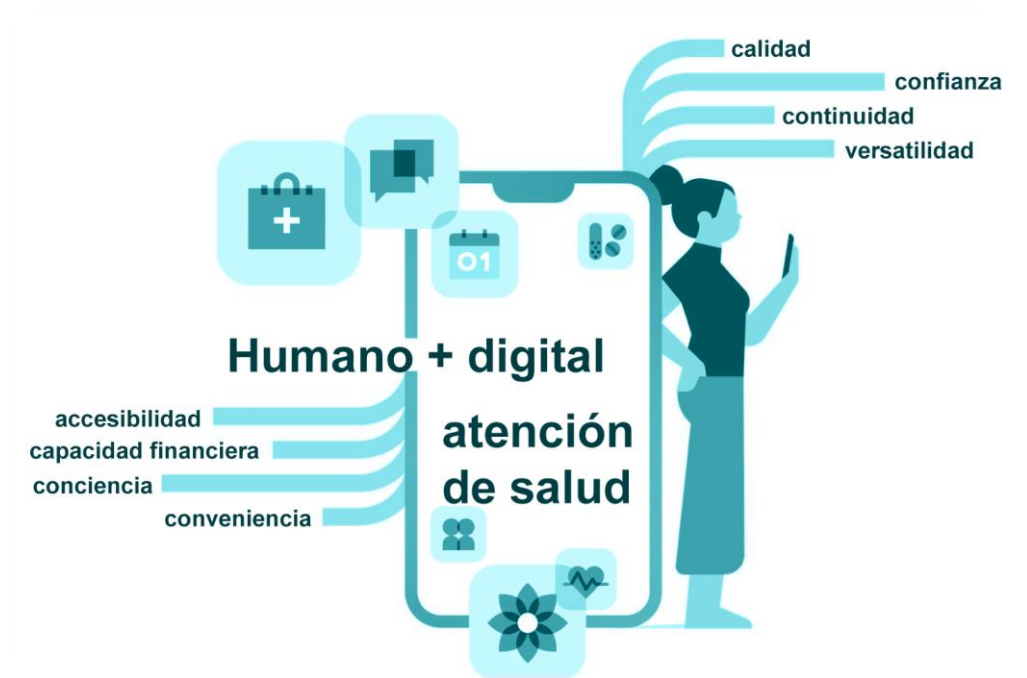 calidad
confianza
continuidad
versatilidad
01
Humano + digital
atención
de salud
accesibilidad
capacidad financiera
conciencia
conveniencia